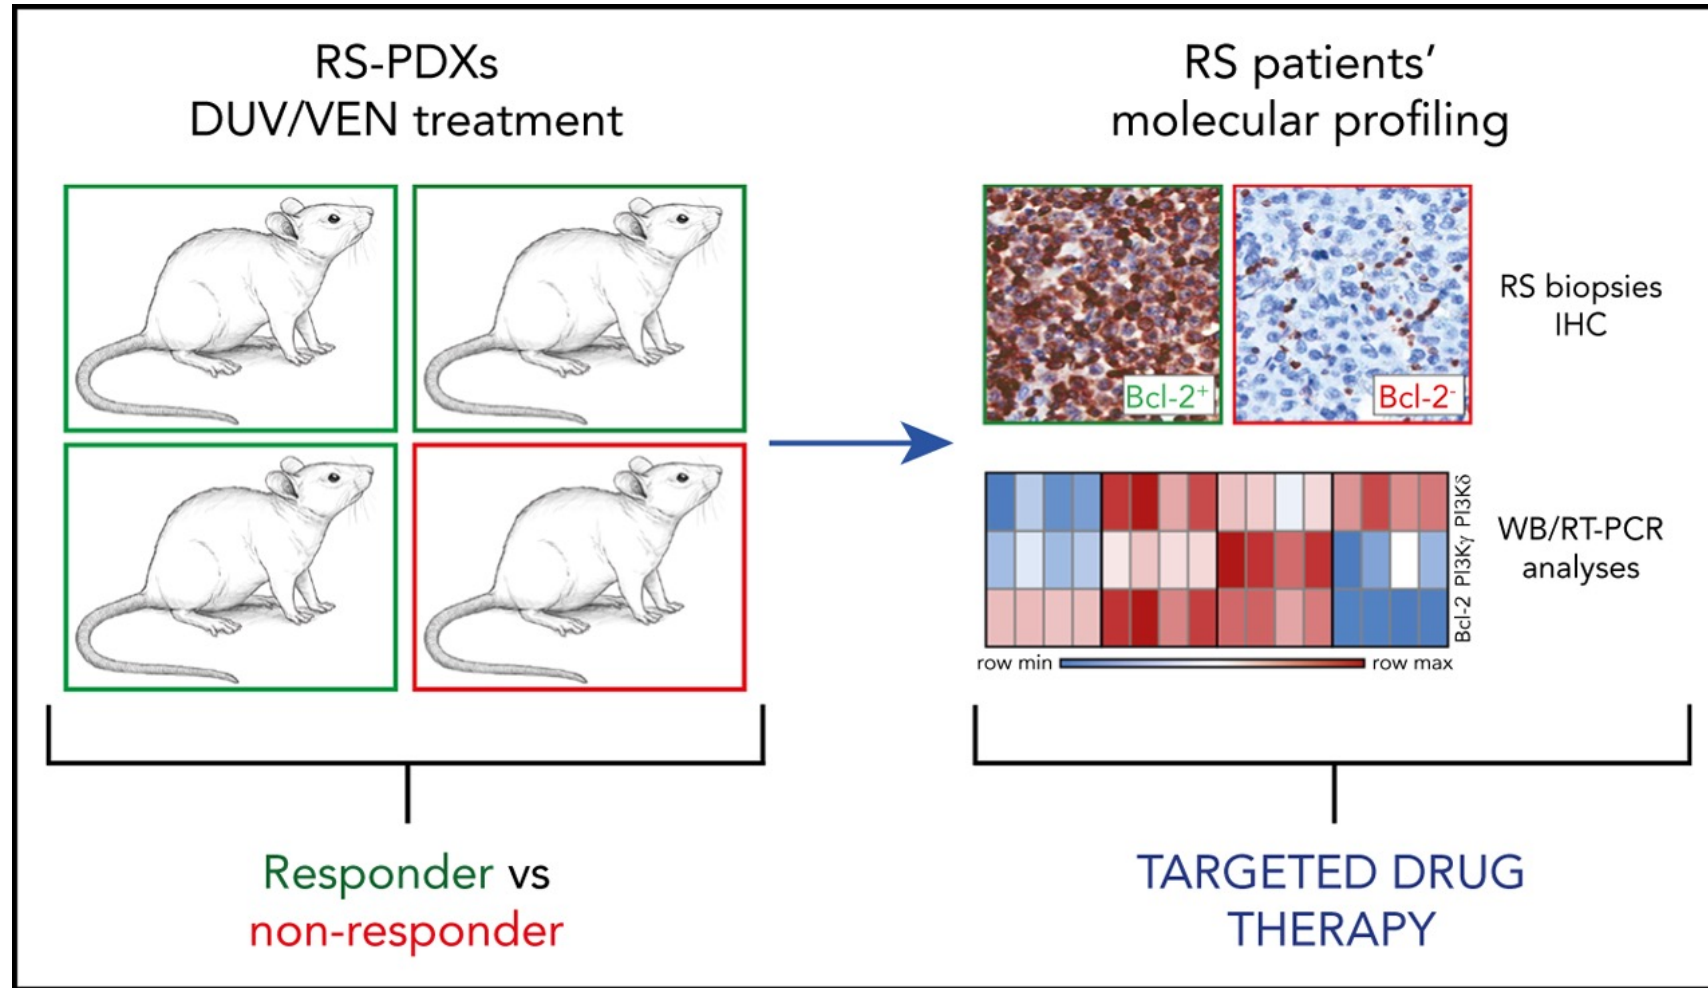 RS-PDXs
DUV/VEN treatment
RS patients’
molecular profiling
Bcl-2⁺
Bcl-2⁻
RS biopsies
IHC
PI3Kδ
PI3Kγ
Bcl-2
WB/RT-PCR
analyses
row min
row max
Responder vs
non-responder
TARGETED DRUG
THERAPY